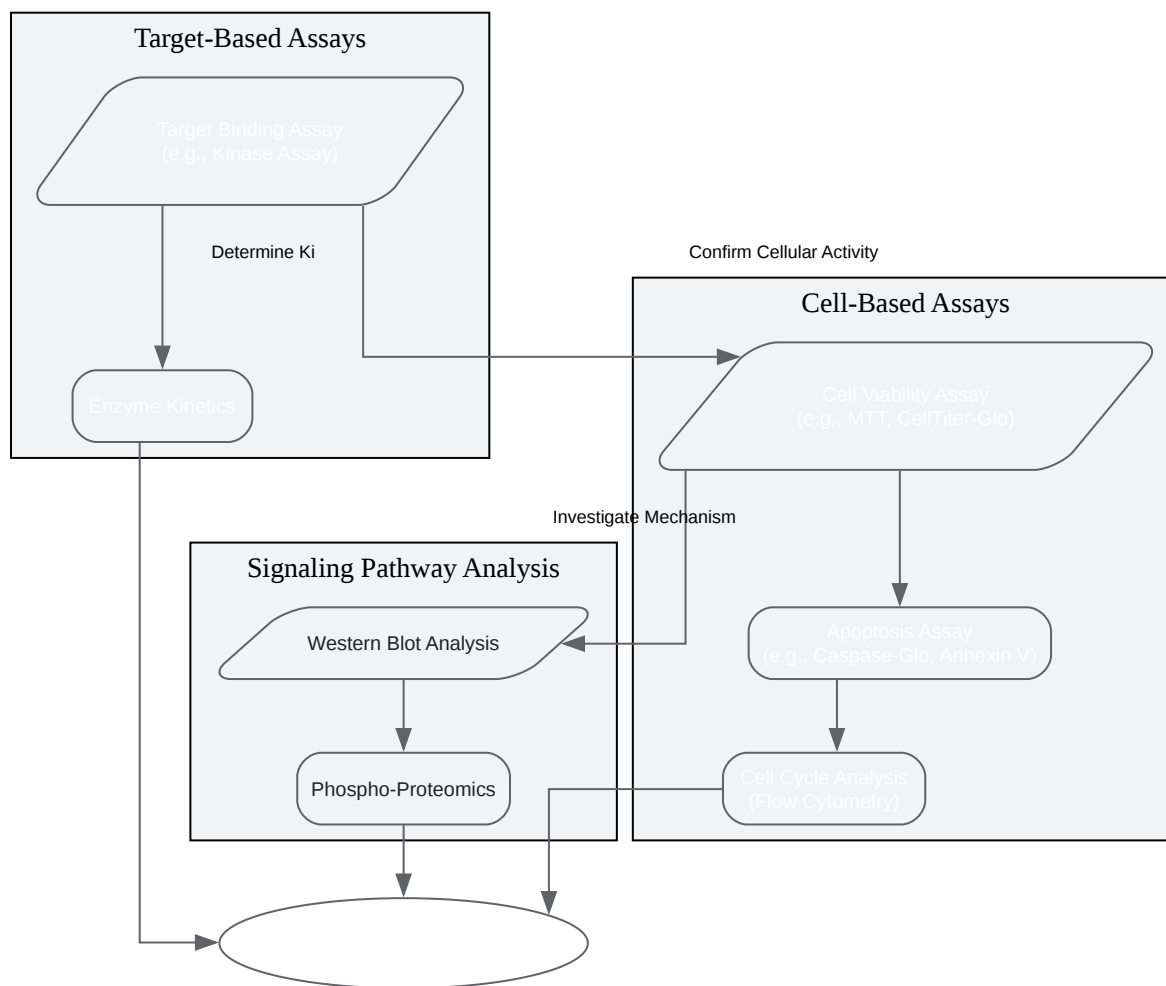 Target-Based Assays
Target Binding Assay
(e.g., Kinase Assay)
Determine Ki
Confirm Cellular Activity
Cell-Based Assays
Enzyme Kinetics
Cell Viability Assay
(e.g., MTT, CellTiter-Glo)
Investigate Mechanism
Signaling Pathway Analysis
Western Blot Analysis
Apoptosis Assay
(e.g., Caspase-Glo, Annexin V)
Phospho-Proteomics
Cell Cycle Analysis
(Flow Cytometry)